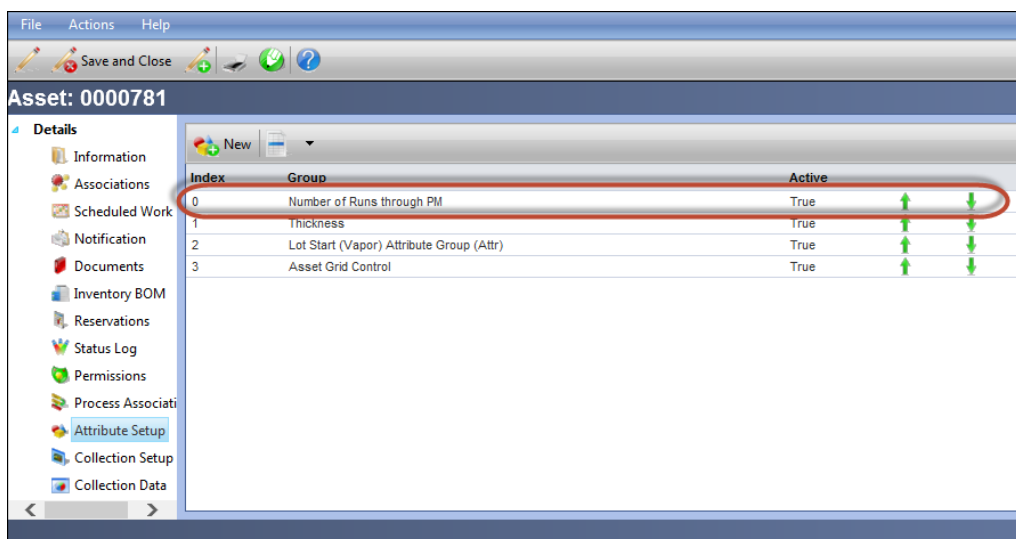 File Actions Help
Save and Close
Asset: 0000781
Details
Information
Associations
Scheduled Work
Notification
Documents
Inventory BOM
Reservations
Status Log
Permissions
Process Associati
Attribute Setup
Collection Setup
Collection Data
New
Index Group Active
0 Number of Runs through PM True
1 Thickness True
2 Lot Start (Vapor) Attribute Group (Attr) True
3 Asset Grid Control True